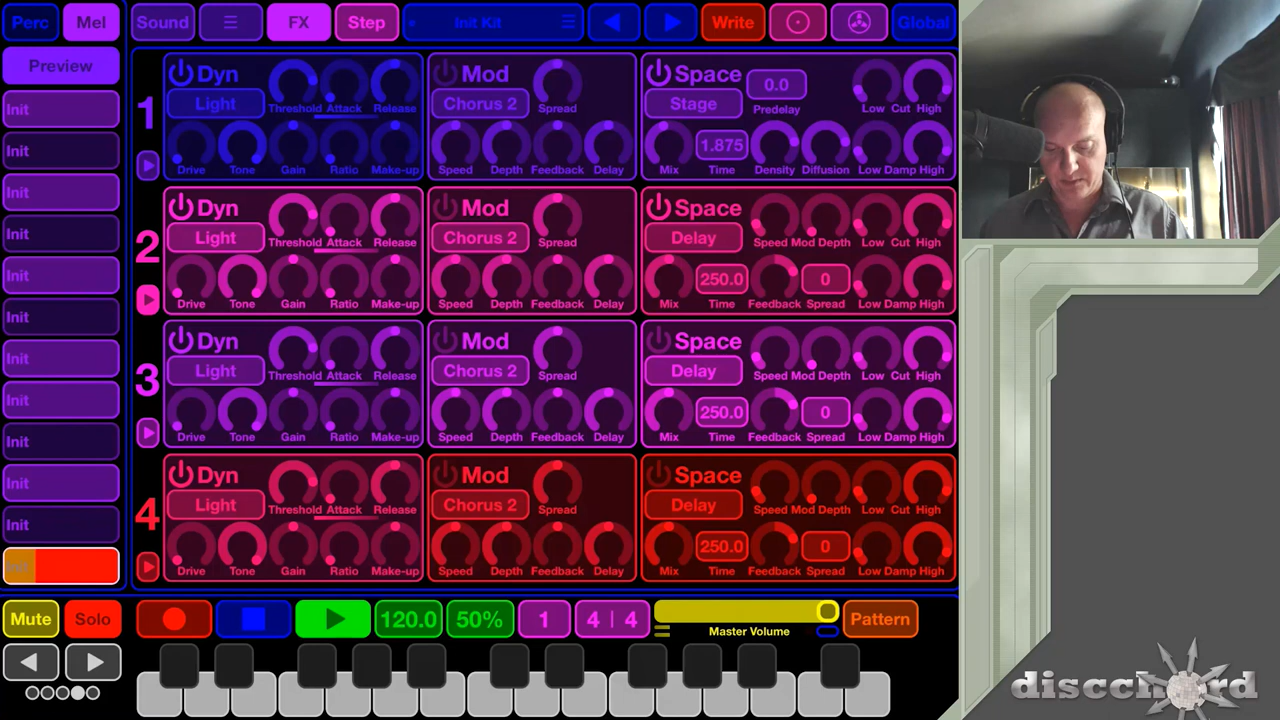 Perc Mel Sound FX Step Init Kit Write Global
Preview
Init
Init
Init
Init
Init
Init
Init
Init
Init
Init
Init
Init
1
Dyn
Light
Threshold Attack Release
Drive Tone Gain Ratio Make-up
Mod
Chorus 2
Spread
Speed Depth Feedback Delay
Space
Stage
0.0
Predelay
Low Cut High
1.875
Mix Time Density Diffusion Low Damp High
2
Dyn
Light
Threshold Attack Release
Drive Tone Gain Ratio Make-up
Mod
Chorus 2
Spread
Speed Depth Feedback Delay
Space
Delay
Speed Mod Depth Low Cut High
250.0 0
Mix Time Feedback Spread Low Damp High
3
Dyn
Light
Threshold Attack Release
Drive Tone Gain Ratio Make-up
Mod
Chorus 2
Spread
Speed Depth Feedback Delay
Space
Delay
Speed Mod Depth Low Cut High
250.0 0
Mix Time Feedback Spread Low Damp High
4
Dyn
Light
Threshold Attack Release
Drive Tone Gain Ratio Make-up
Mod
Chorus 2
Spread
Speed Depth Feedback Delay
Space
Delay
Speed Mod Depth Low Cut High
250.0 0
Mix Time Feedback Spread Low Damp High
Mute Solo 120.0 50% 1 4 | 4 Master Volume Pattern
discchord